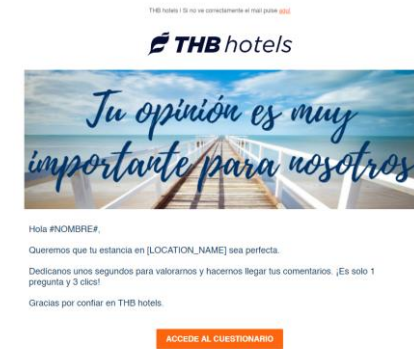 THB hotels | Si no ve correctamente el mail pulse aquí
THB hotels
Tu opinión es muy
importante para nosotros
Hola #NOMBRE#,
Queremos que tu estancia en [LOCATION_NAME] sea perfecta.
Dedícanos unos segundos para valorarnos y hacernos llegar tus comentarios. ¡Es solo 1
pregunta y 3 clics!
Gracias por confiar en THB hotels.
ACCEDE AL CUESTIONARIO